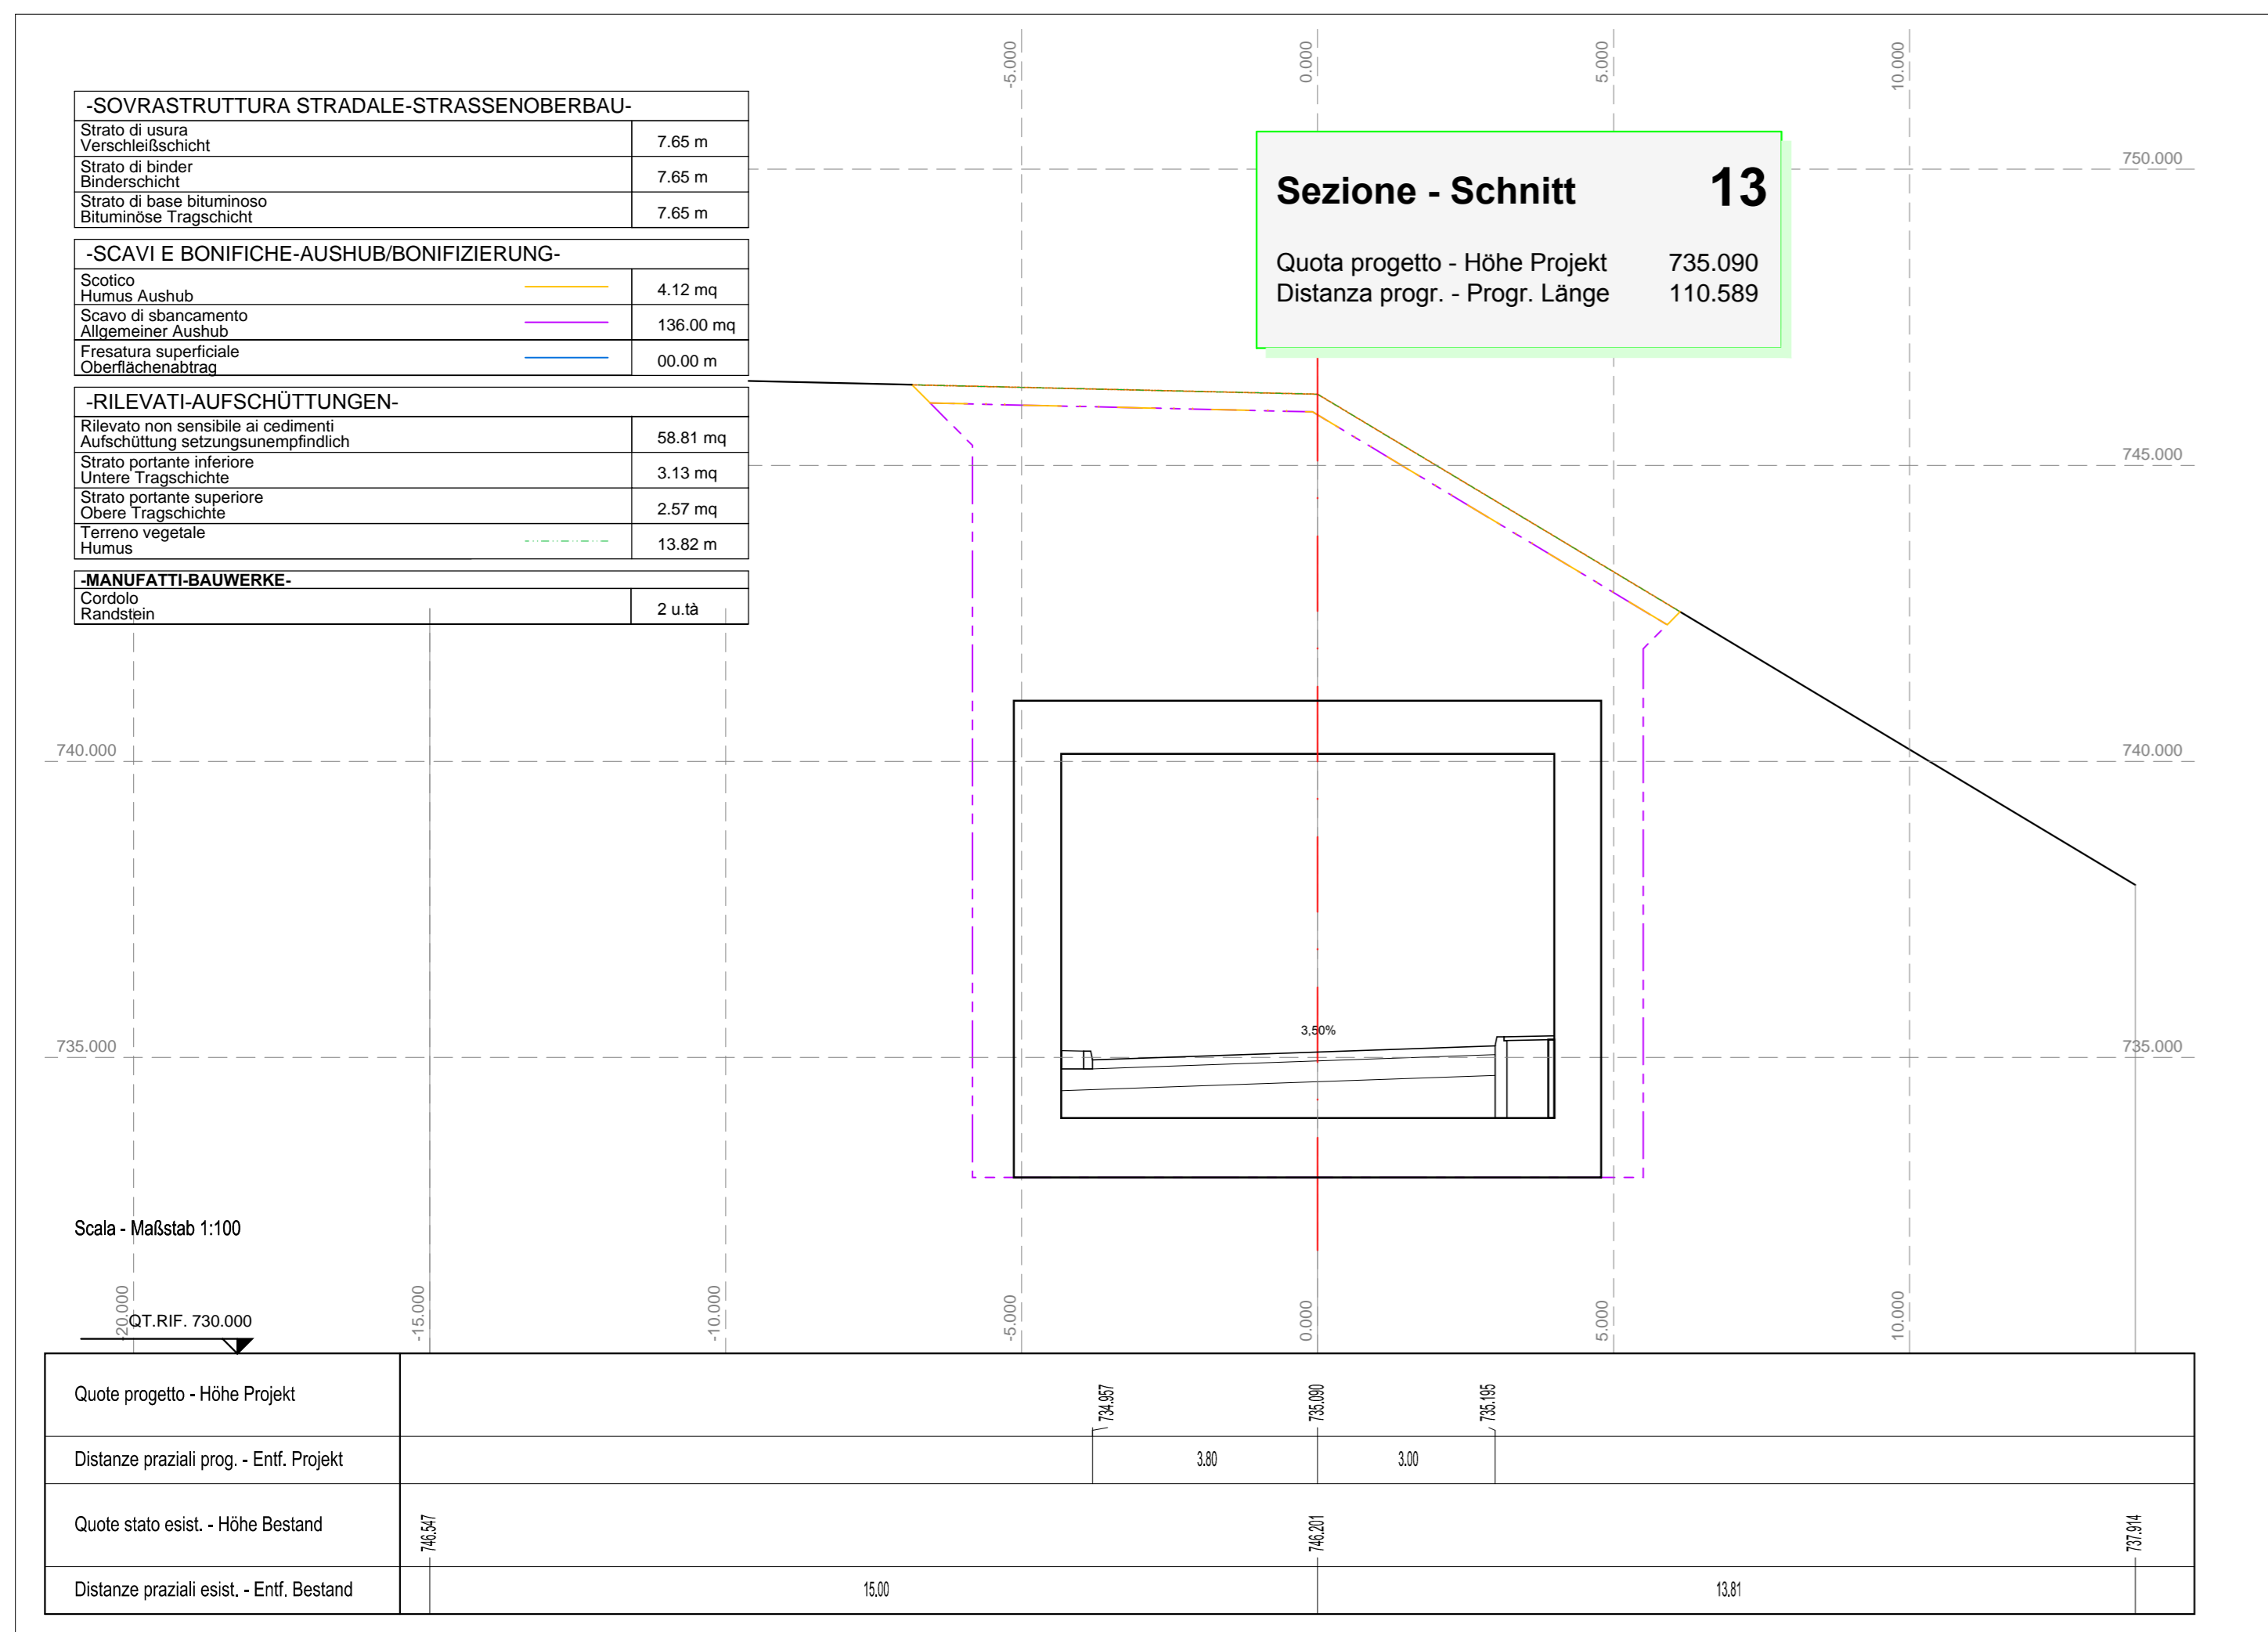 -5.000
0.000
5.000
10.000
-SOVRASTRUTTURA STRADALE-STRASSENOBERBAU-
Strato di usura
Verschleißschicht
7.65 m
Strato di binder
Binderschicht
7.65 m
Strato di base bituminoso
Bituminöse Tragschicht
7.65 m
-SCAVI E BONIFICHE-AUSHUB/BONIFIZIERUNG-
Scotico
Humus Aushub
4.12 mq
Scavo di sbancamento
Allgemeiner Aushub
136.00 mq
Fresatura superficiale
Oberflächenabtrag
00.00 m
-RILEVATI-AUFSCHÜTTUNGEN-
Rilevato non sensibile ai cedimenti
Aufschüttung setzungsunempfindlich
58.81 mq
Strato portante inferiore
Untere Tragschichte
3.13 mq
Strato portante superiore
Obere Tragschichte
2.57 mq
Terreno vegetale
Humus
13.82 m
-MANUFATTI-BAUWERKE-
Cordolo
Randstein
2 u.tà
Sezione - Schnitt 13
Quota progetto - Höhe Projekt 735.090
Distanza progr. - Progr. Länge 110.589
750.000
745.000
740.000
740.000
3,50%
735.000
735.000
Scala - Maßstab 1:100
QT.RIF. 730.000
-20.000
-15.000
-10.000
-5.000
0.000
5.000
10.000
Quote progetto - Höhe Projekt
734.957
735.090
735.195
Distanze praziali prog. - Entf. Projekt
3.80
3.00
Quote stato esist. - Höhe Bestand
746.547
746.201
737.914
Distanze praziali esist. - Entf. Bestand
15.00
13.81